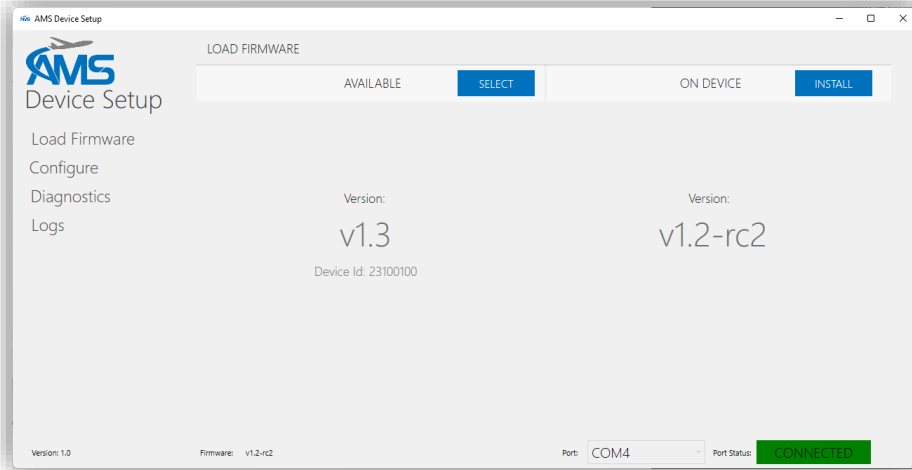 AMS Device Setup
AMS
Device Setup
Load Firmware
Configure
Diagnostics
Logs
LOAD FIRMWARE
AVAILABLE SELECT ON DEVICE INSTALL
Version: Version:
v1.3 v1.2-rc2
Device Id: 23100100
Version: 1.0 Firmware: v1.2-rc2 Port: COM4 Port Status: CONNECTED